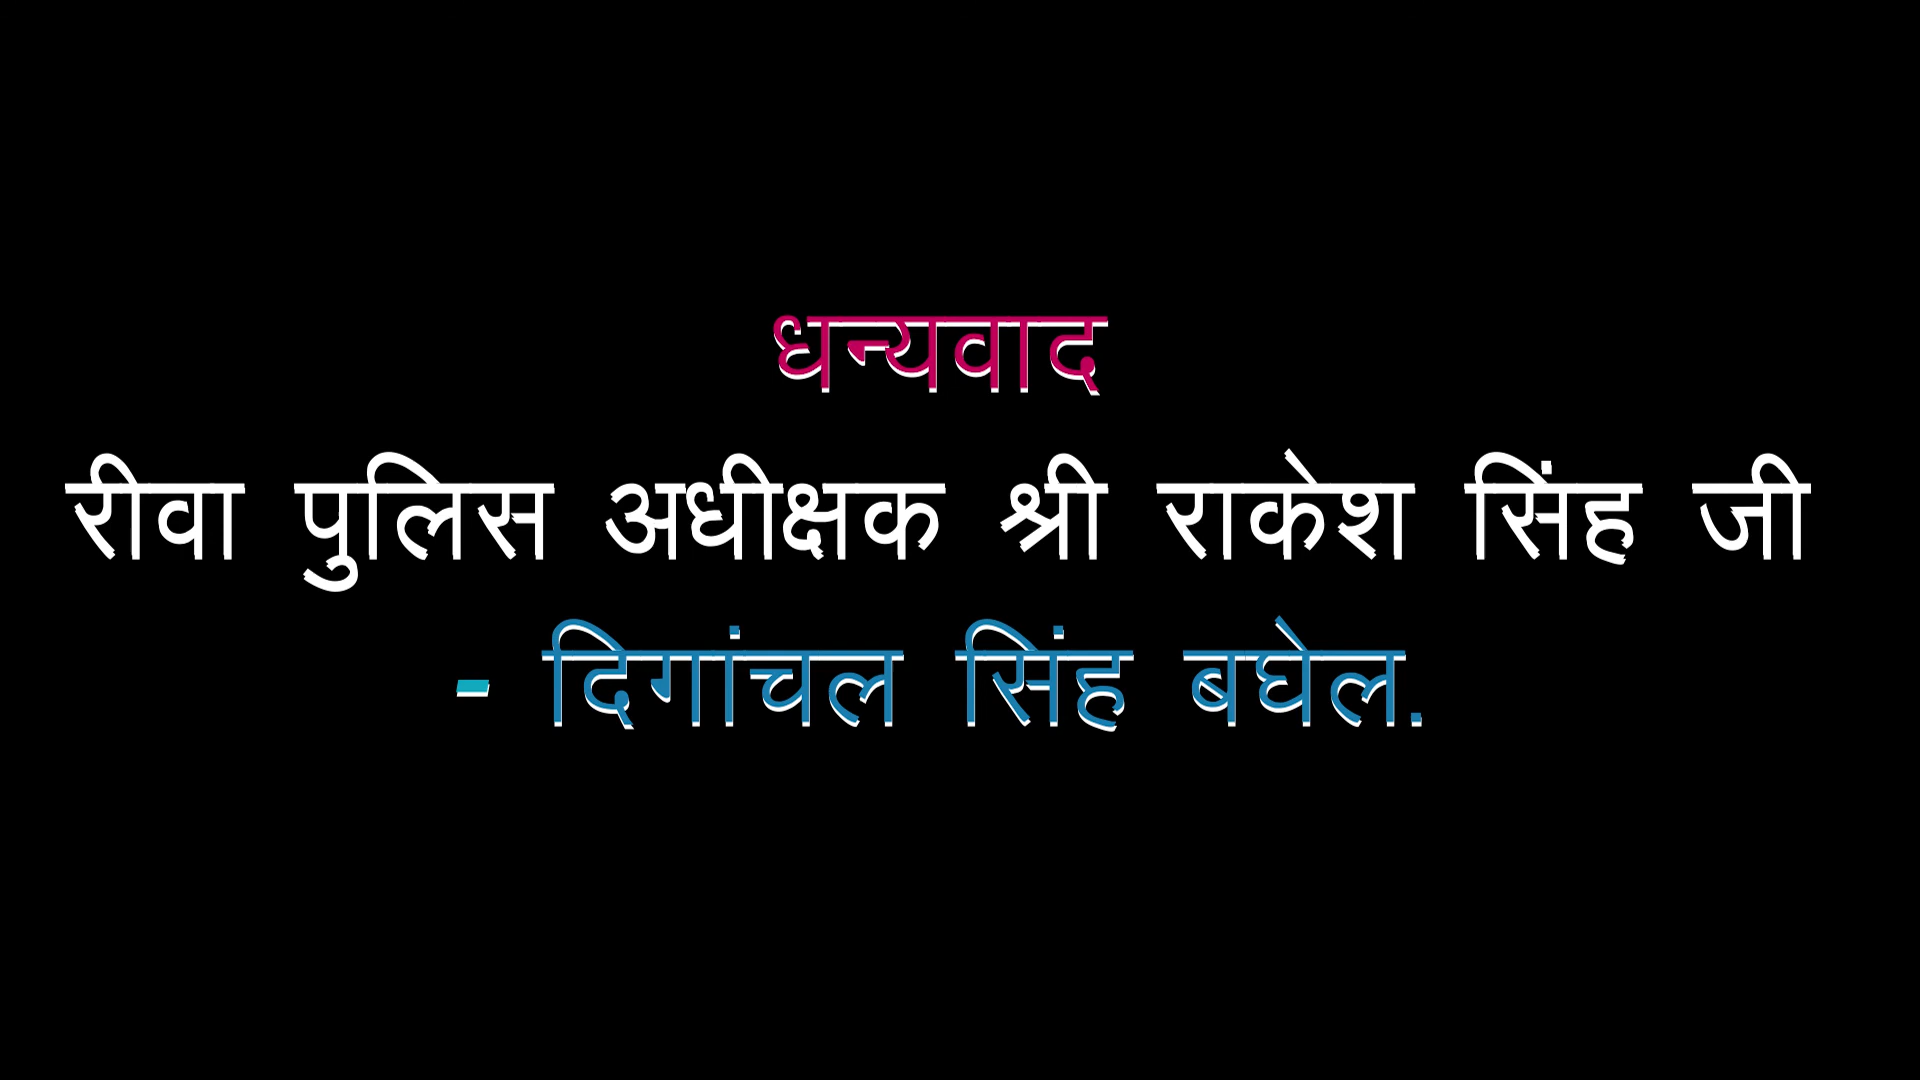 धन्यवाद
रीवा पुलिस अधीक्षक श्री राकेश सिंह जी
- दिगांचल सिंह बघेल.